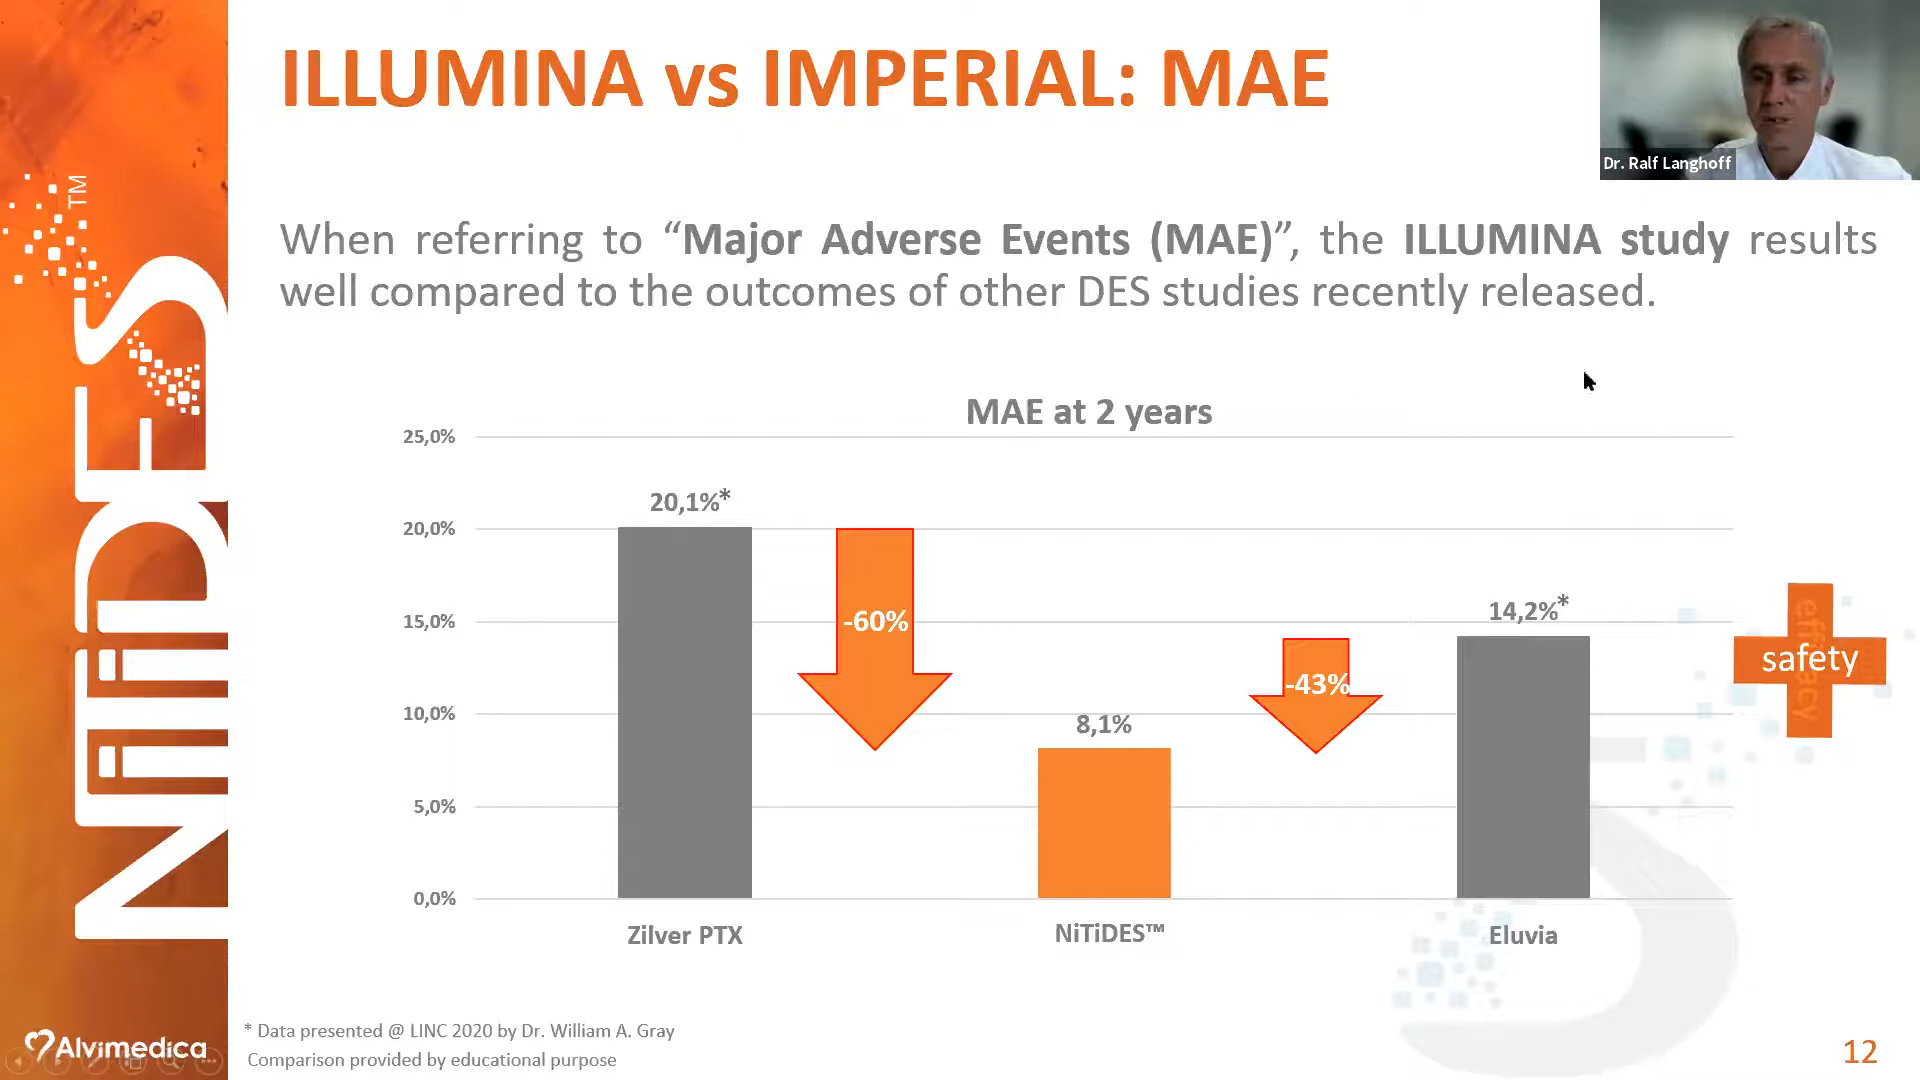 ILLUMINA vs IMPERIAL: MAE
Dr. Ralf Langhoff
When referring to “Major Adverse Events (MAE)”, the ILLUMINA study results
well compared to the outcomes of other DES studies recently released.
MAE at 2 years
25,0%
20,0%
15,0%
10,0%
5,0%
0,0%
20,1%*
-60%
8,1%
-43%
14,2%*
Zilver PTX
NiTiDES™
Eluvia
efficacy
safety
NiTiDES™
Alvimedica
* Data presented @ LINC 2020 by Dr. William A. Gray
Comparison provided by educational purpose
12